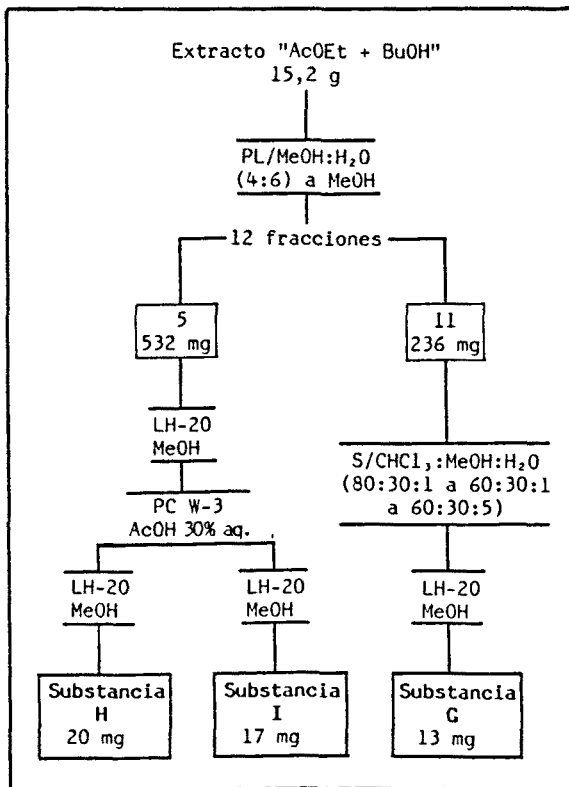 Extracto "AcOEt + BuOH"
15,2 g
PL/MeOH:H₂O
(4:6) a MeOH
12 fracciones
5
532 mg
11
236 mg
LH-20
MeOH
S/CHCl₃:MeOH:H₂O
(80:30:1 a 60:30:1
a 60:30:5)
PC W-3
AcOH 30% aq.
LH-20
MeOH
LH-20
MeOH
LH-20
MeOH
Substancia
H
20 mg
Substancia
I
17 mg
Substancia
G
13 mg